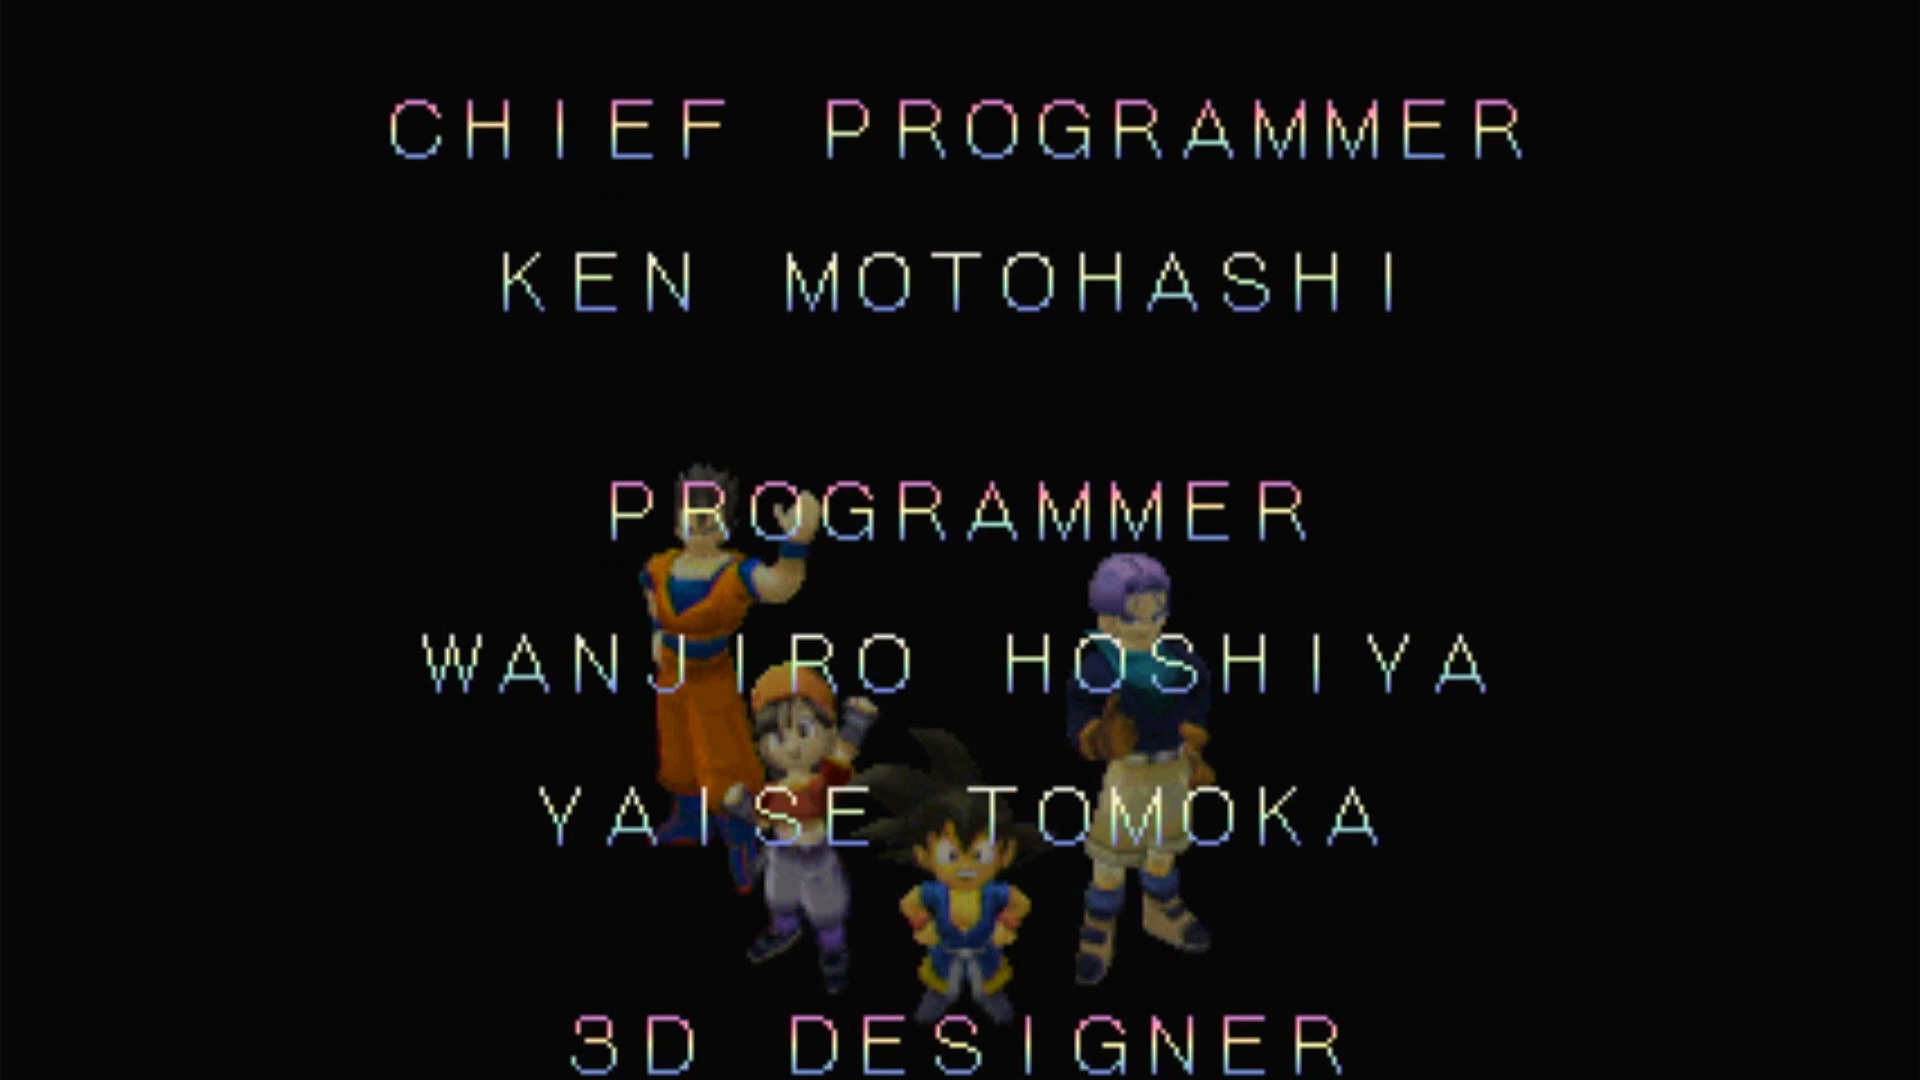 CHIEF PROGRAMMER
KEN MOTOHASHI
PROGRAMMER
WANJIRO HOSHIYA
YAISE TOMOKA
3D DESIGNER